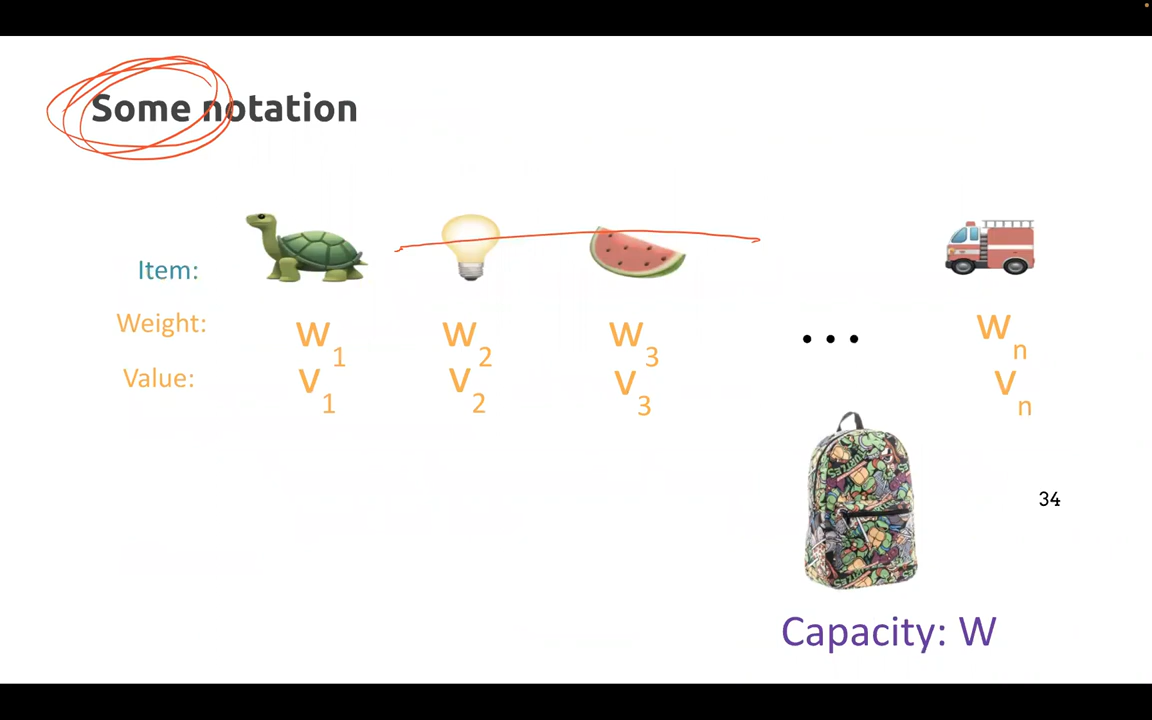 Some notation
Item:
Weight: w1 w2 w3 ... wn
Value: v1 v2 v3 vn
34
Capacity: W